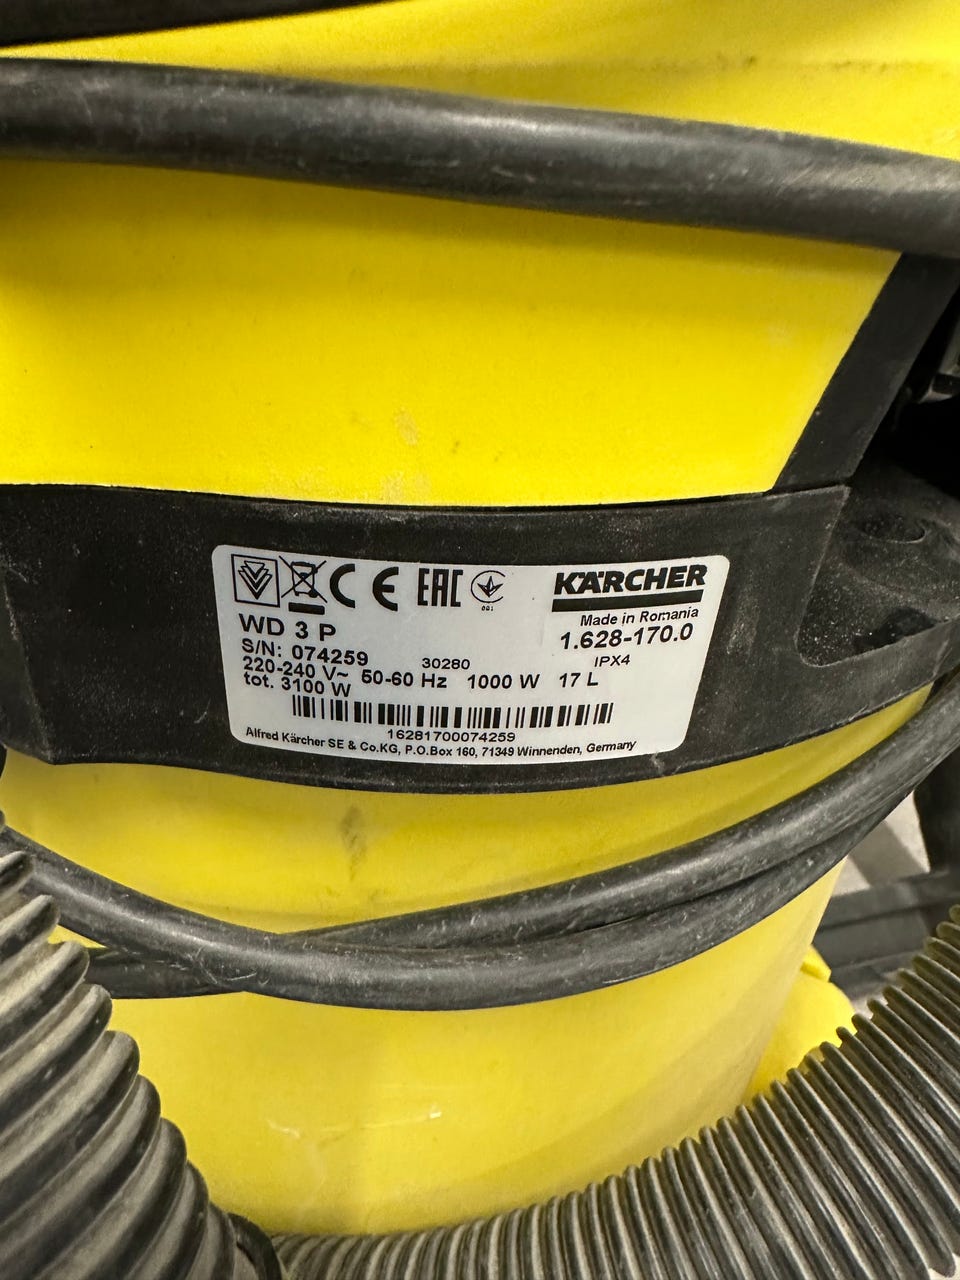 CE EAC
001
KÄRCHER
Made in Romania
WD 3 P
1.628-170.0
S/N: 074259
30280
IPX4
220-240 V~ 50-60 Hz 1000 W 17 L
tot. 3100 W
16281700074259
Alfred Kärcher SE & Co.KG, P.O.Box 160, 71349 Winnenden, Germany